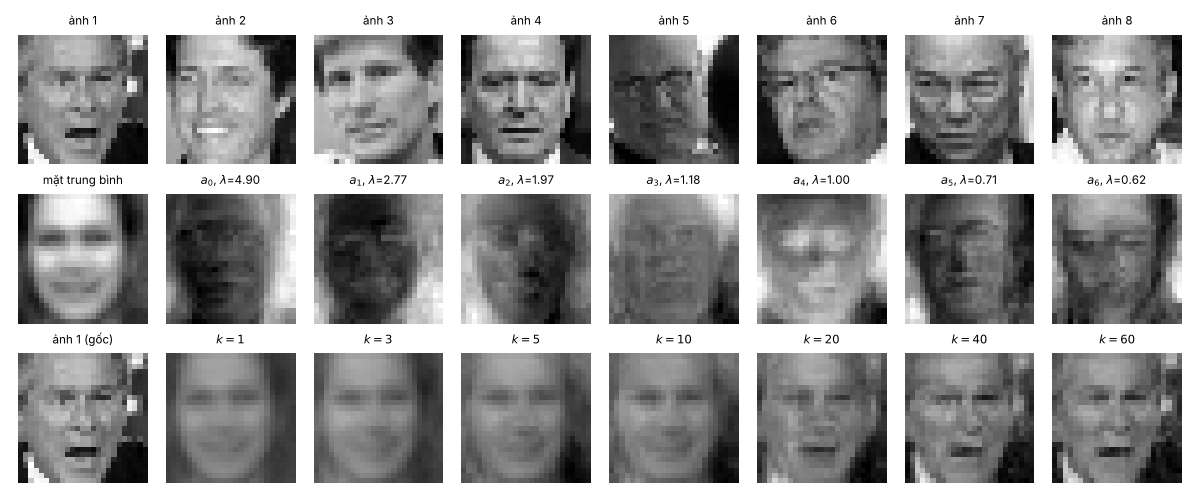 ảnh 1 ảnh 2 ảnh 3 ảnh 4 ảnh 5 ảnh 6 ảnh 7 ảnh 8
mặt trung bình a₀, λ=4.90 a₁, λ=2.77 a₂, λ=1.97 a₃, λ=1.18 a₄, λ=1.00 a₅, λ=0.71 a₆, λ=0.62
ảnh 1 (gốc) k = 1 k = 3 k = 5 k = 10 k = 20 k = 40 k = 60